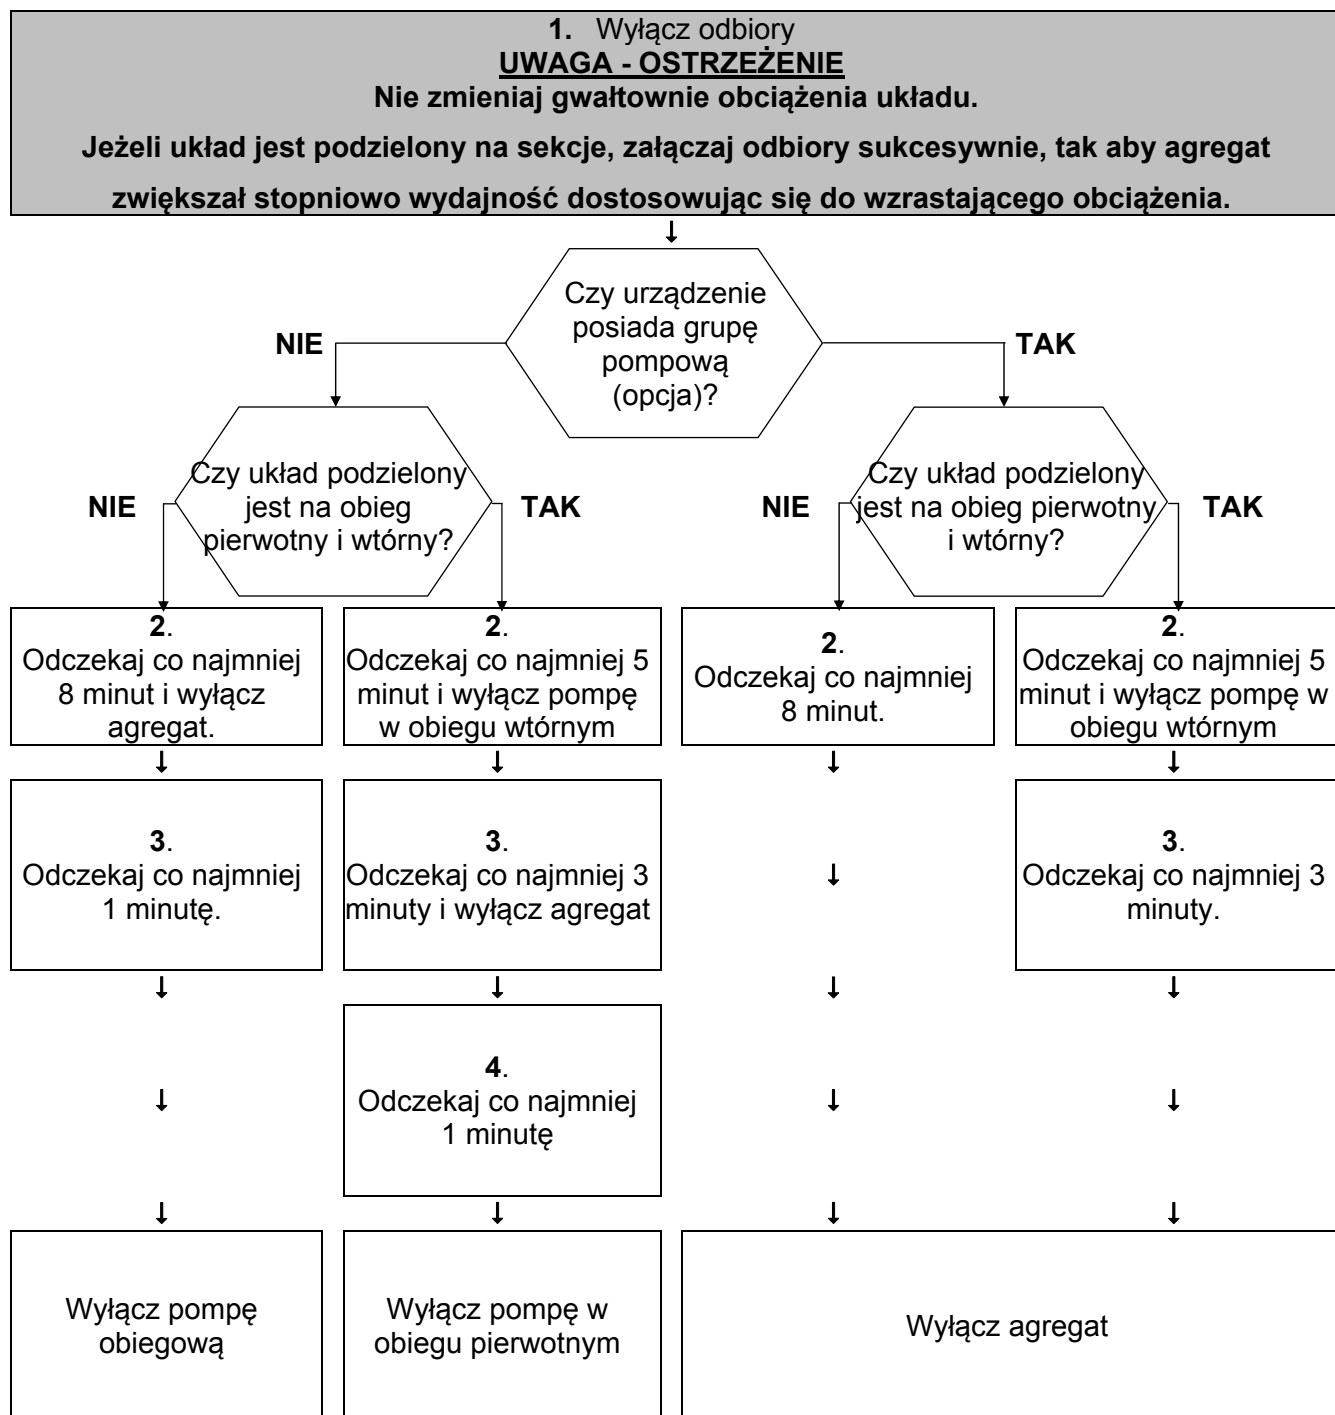 1. Wyłącz odbiory
UWAGA - OSTRZEŻENIE
Nie zmieniaj gwałtownie obciążenia układu.
Jeżeli układ jest podzielony na sekcje, załączaj odbiory sukcesywnie, tak aby agregat
zwiększał stopniowo wydajność dostosowując się do wzrastającego obciążenia.
Czy urządzenie
posiada grupę
pompową
(opcja)?
NIE
TAK
Czy układ podzielony
jest na obieg
pierwotny i wtórny?
NIE
TAK
Czy układ podzielony
jest na obieg pierwotny
i wtórny?
NIE
TAK
2.
Odczekaj co najmniej
8 minut i wyłącz
agregat.
2.
Odczekaj co najmniej 5
minut i wyłącz pompę
w obiegu wtórnym
2.
Odczekaj co najmniej
8 minut.
2.
Odczekaj co najmniej 5
minut i wyłącz pompę w
obiegu wtórnym
3.
Odczekaj co najmniej
1 minutę.
3.
Odczekaj co najmniej 3
minuty i wyłącz agregat
3.
Odczekaj co najmniej 3
minuty.
4.
Odczekaj co najmniej
1 minutę
Wyłącz pompę
obiegową
Wyłącz pompę w
obiegu pierwotnym
Wyłącz agregat